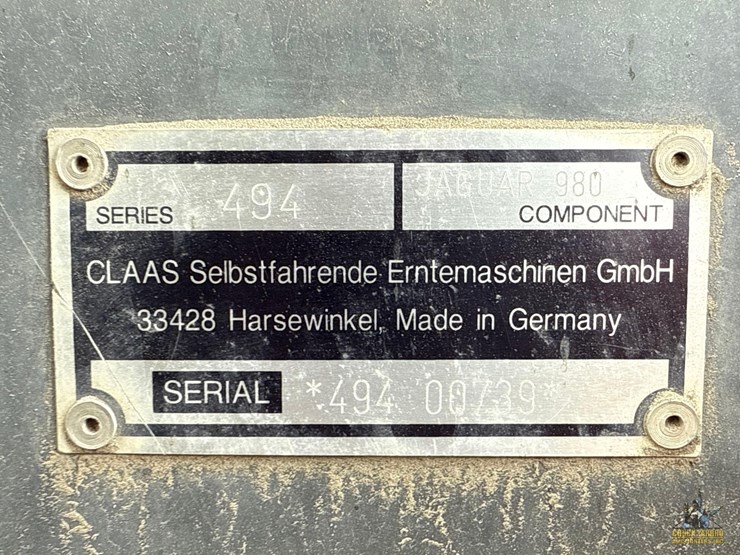 494 JAGUAR 980
SERIES COMPONENT
CLAAS Selbstfahrende Erntemaschinen GmbH
33428 Harsewinkel, Made in Germany
SERIAL *494 00739*